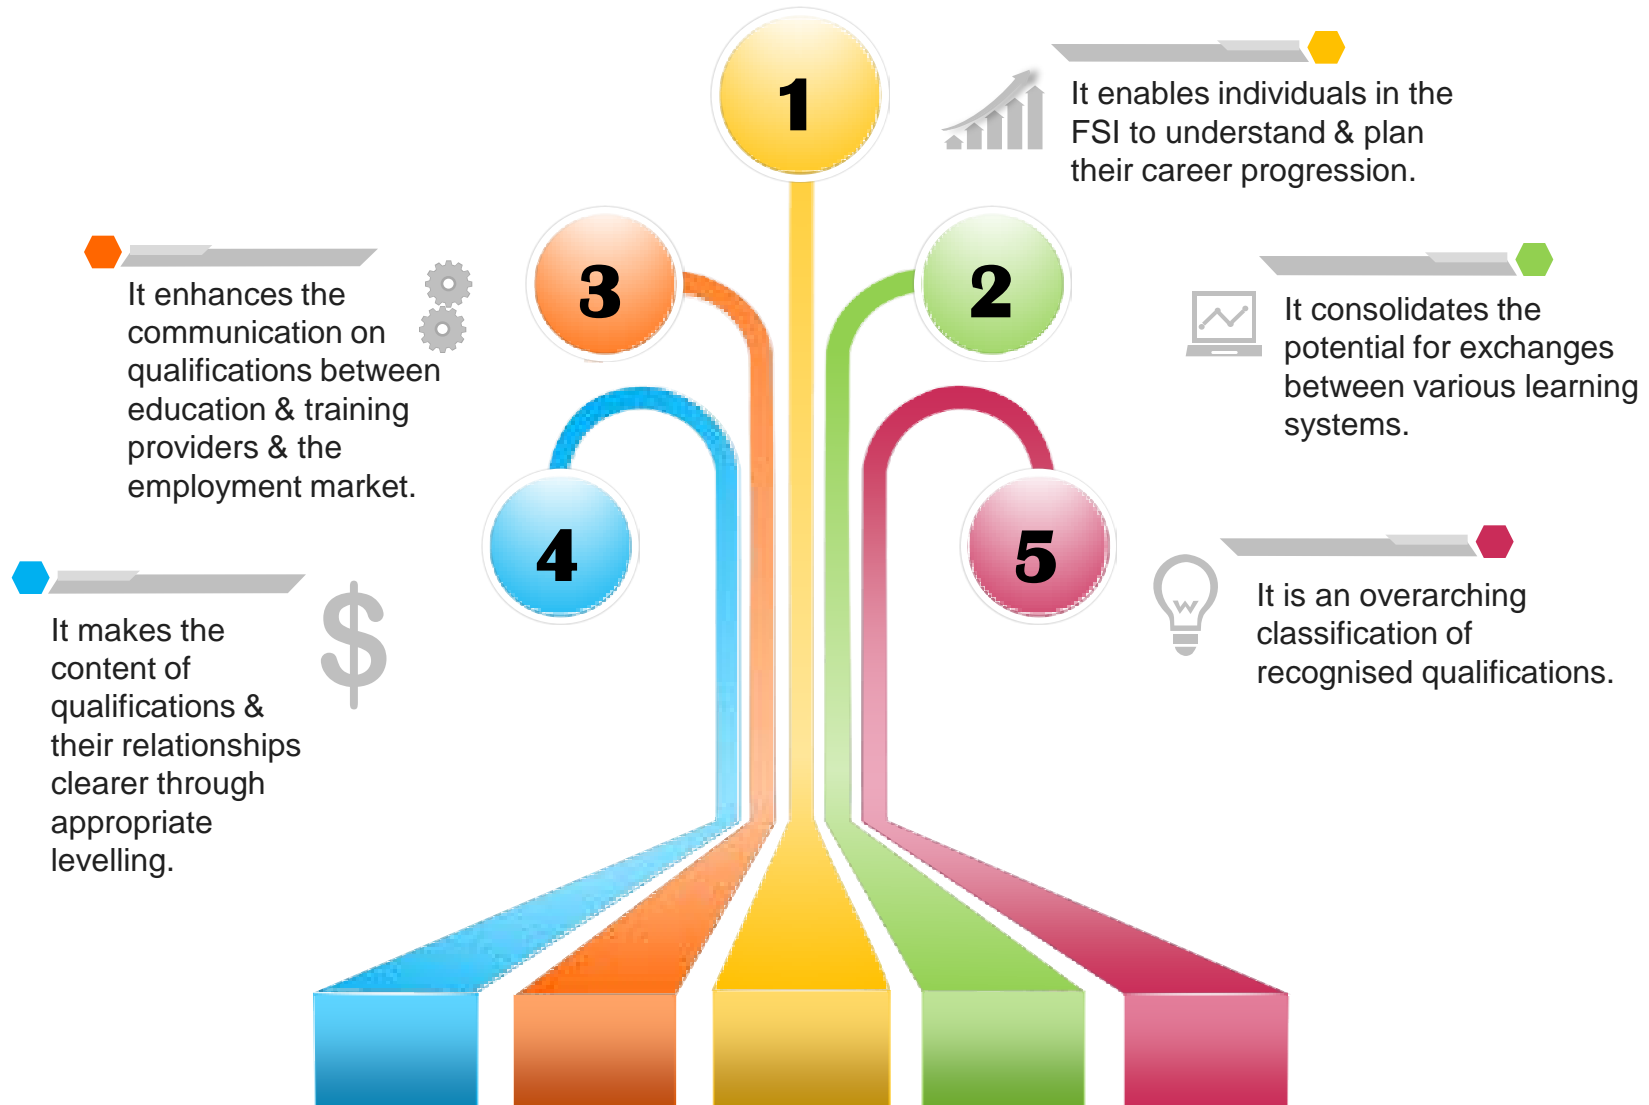 1
It enables individuals in the
FSI to understand & plan
their career progression.
2
It consolidates the
potential for exchanges
between various learning
systems.
3
It enhances the
communication on
qualifications between
education & training
providers & the
employment market.
4
It makes the
content of
qualifications &
their relationships
clearer through
appropriate
levelling.
$
5
It is an overarching
classification of
recognised qualifications.